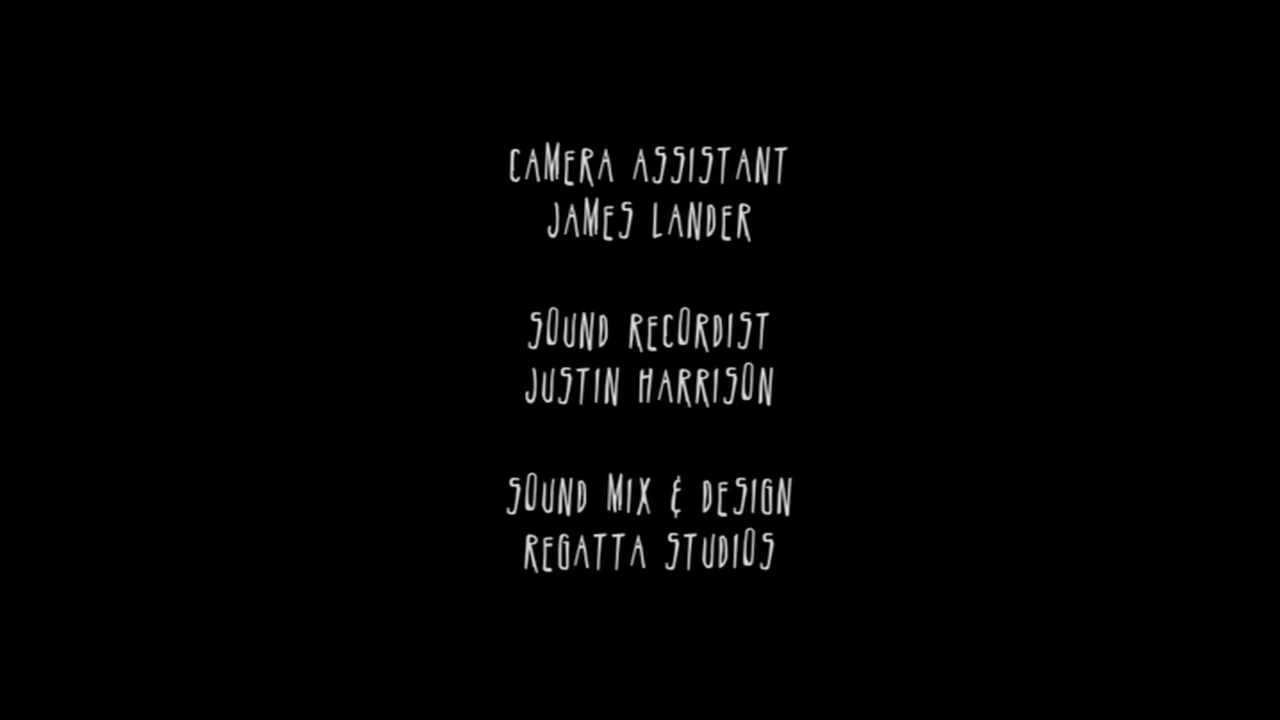 CAMERA ASSISTANT
JAMES LANDER
SOUND RECORDIST
JUSTIN HARRISON
SOUND MIX & DESIGN
REGATTA STUDIOS